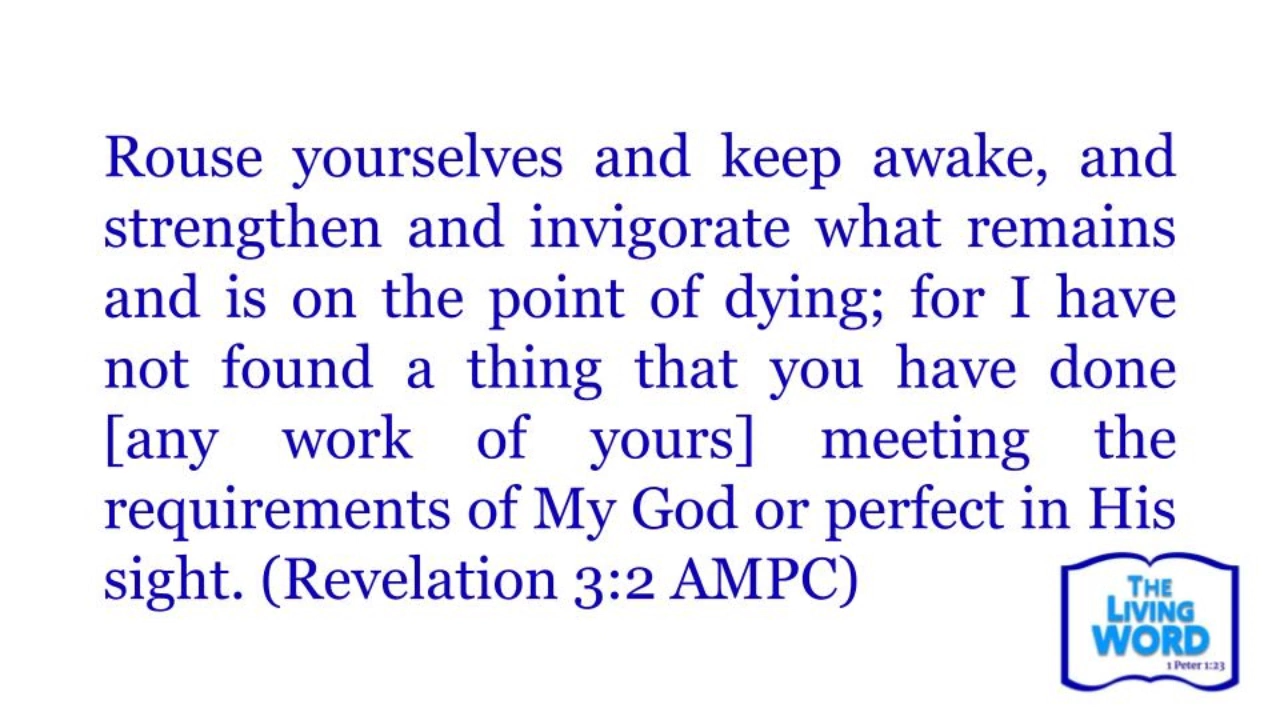 Rouse yourselves and keep awake, and
strengthen and invigorate what remains
and is on the point of dying; for I have
not found a thing that you have done
[any work of yours] meeting the
requirements of My God or perfect in His
sight. (Revelation 3:2 AMPC)
THE
LIVING
WORD
1 Peter 1:23